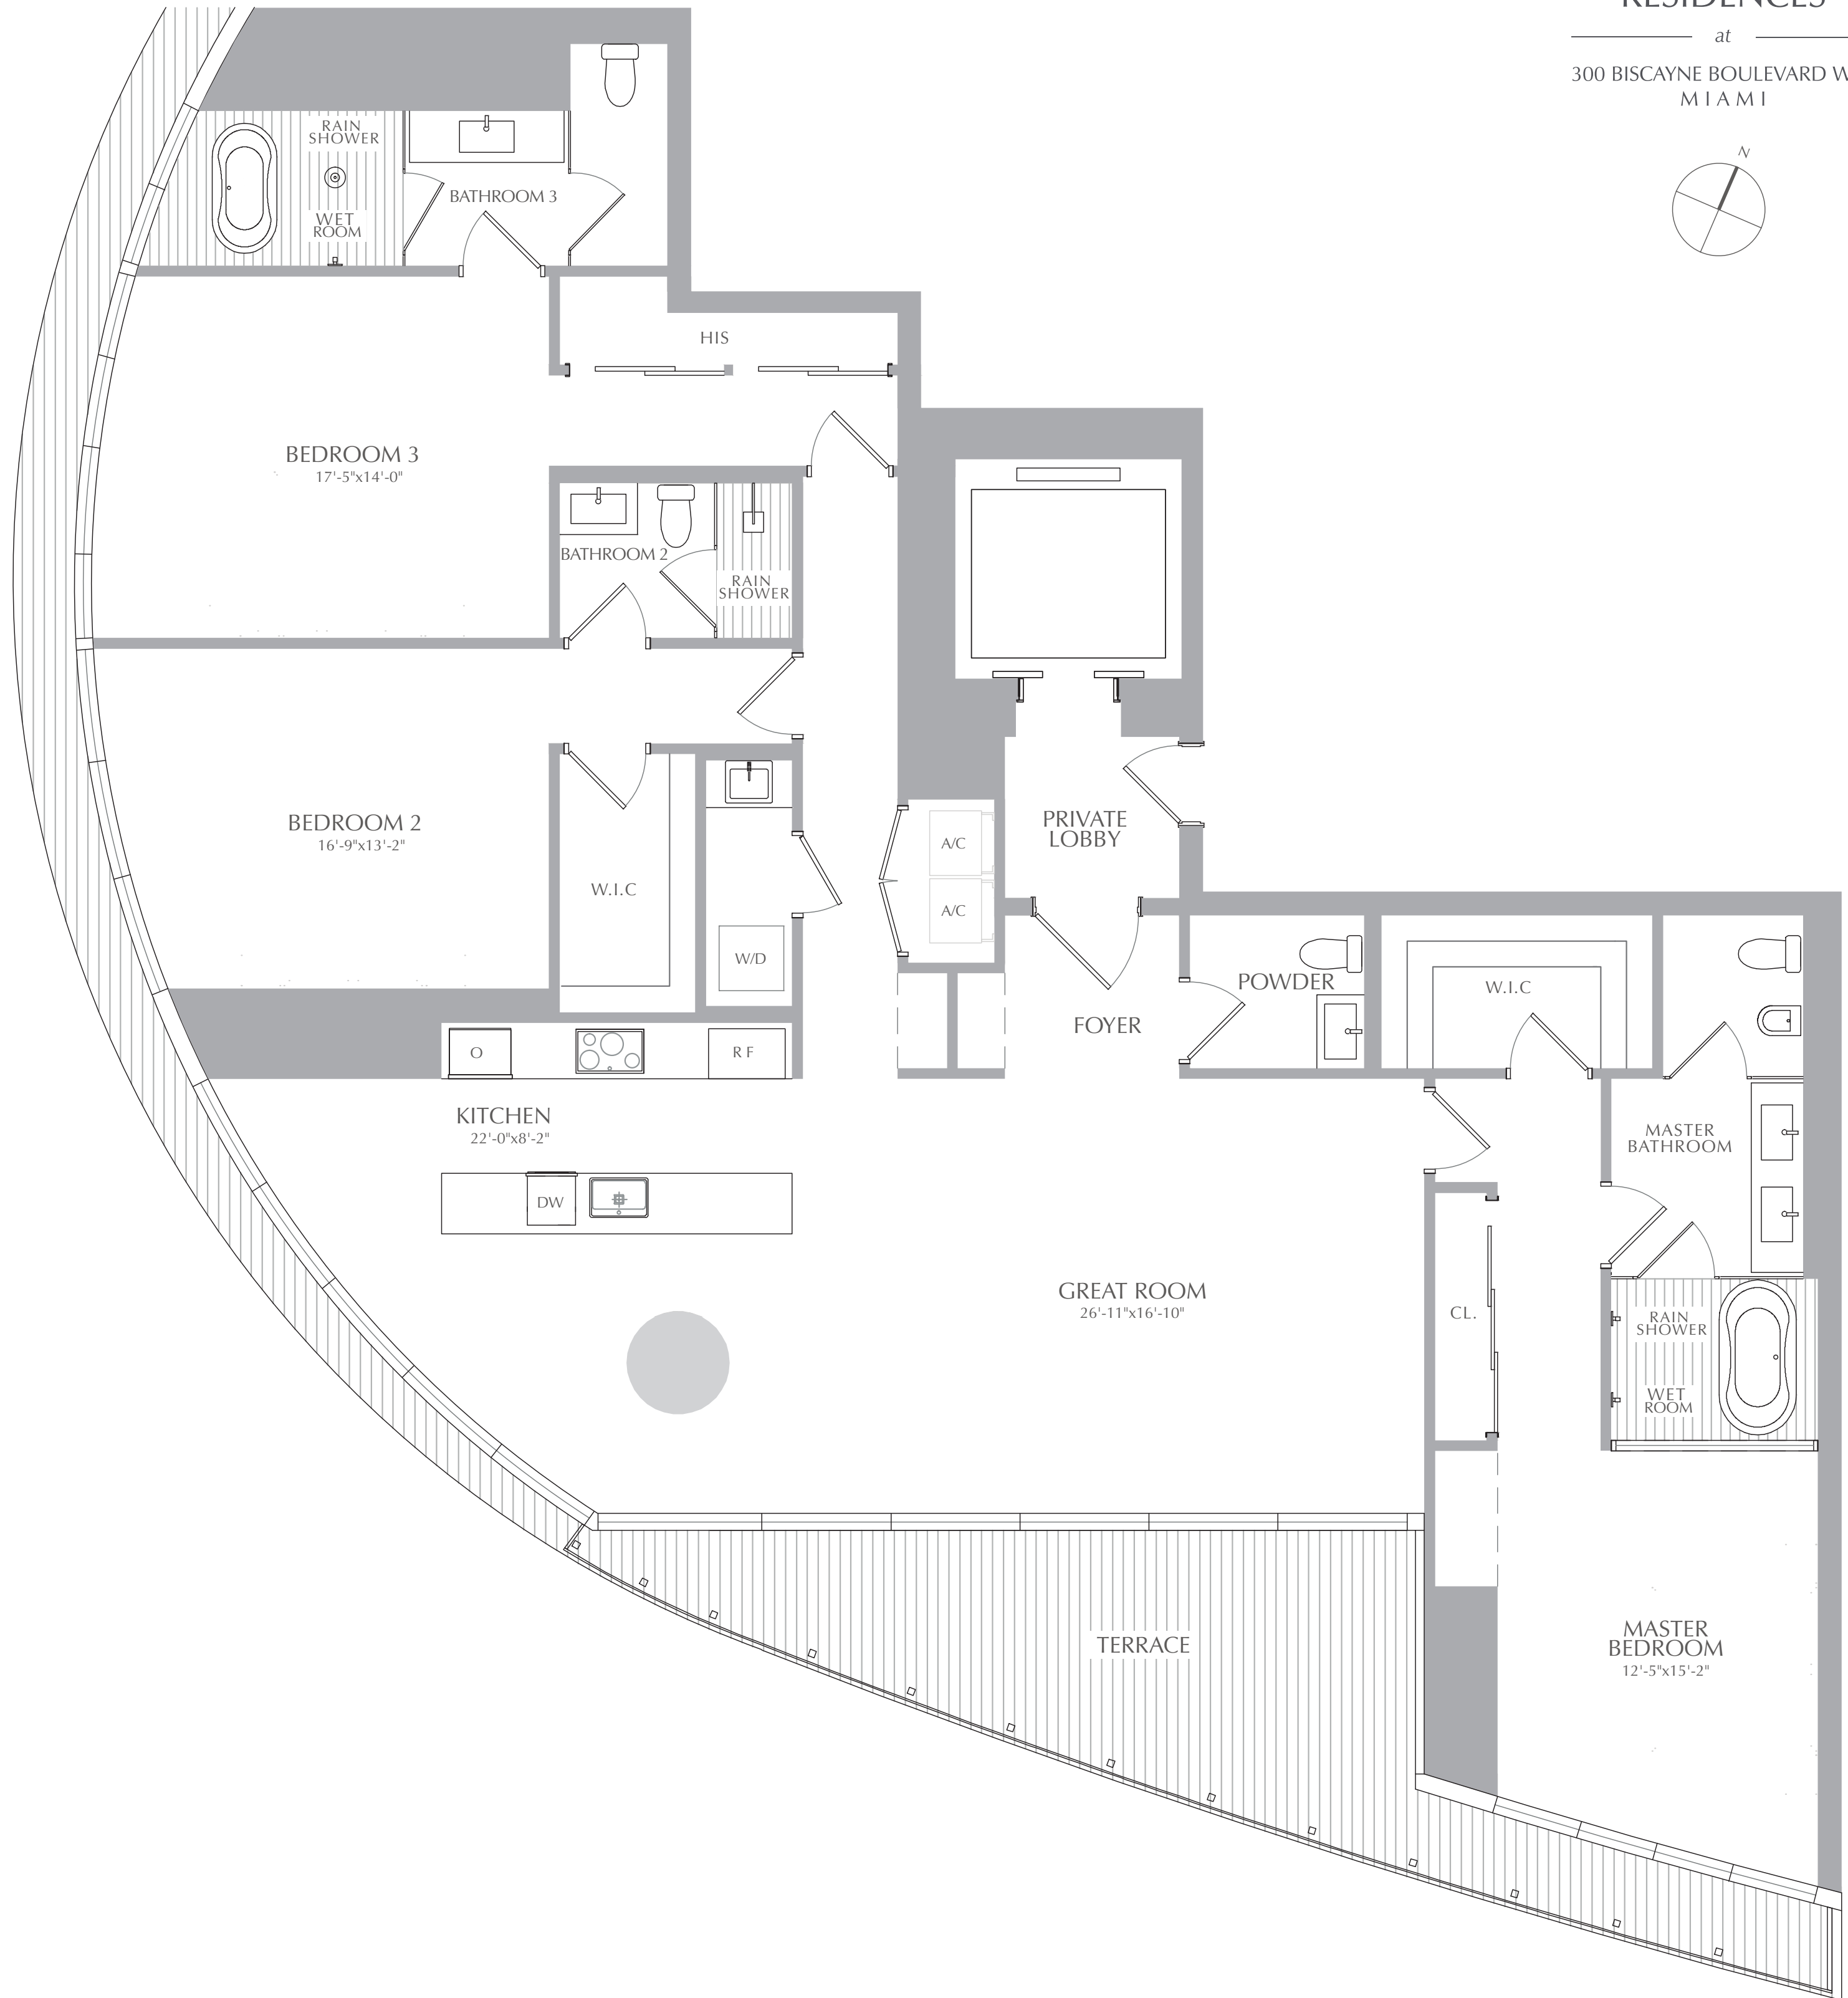 RESIDENCES
at
300 BISCAYNE BOULEVARD W
MIAMI
N
RAIN
SHOWER
WET
ROOM
BATHROOM 3
HIS
BEDROOM 3
17'-5"x14'-0"
BATHROOM 2
RAIN
SHOWER
BEDROOM 2
16'-9"x13'-2"
W.I.C
W/D
A/C
A/C
PRIVATE
LOBBY
POWDER
FOYER
W.I.C
O
R F
KITCHEN
22'-0"x8'-2"
DW
MASTER
BATHROOM
GREAT ROOM
26'-11"x16'-10"
CL.
RAIN
SHOWER
WET
ROOM
TERRACE
MASTER
BEDROOM
12'-5"x15'-2"